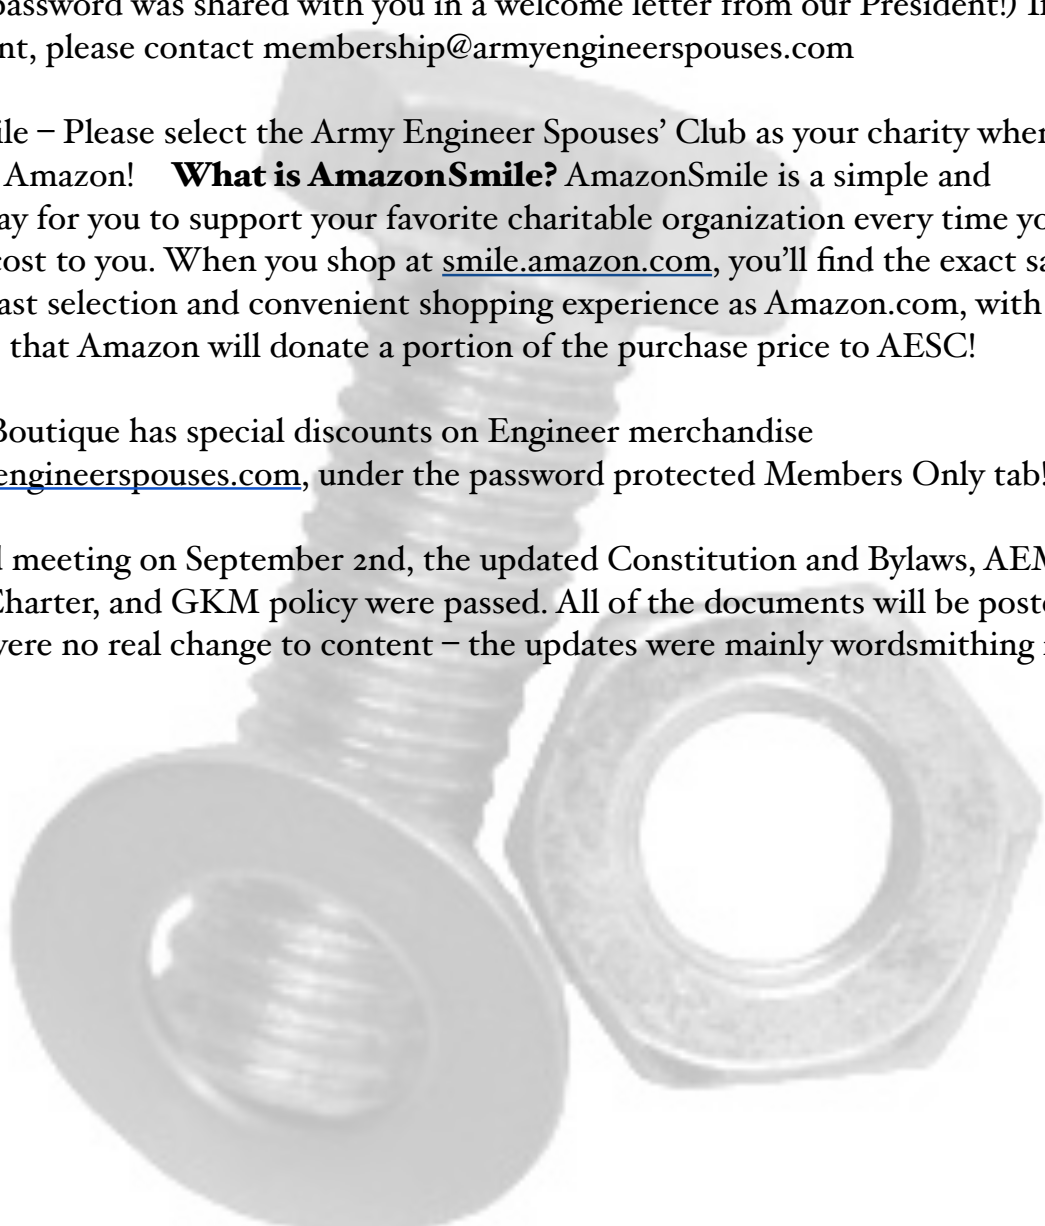 password was shared with you in a welcome letter from our President!) If
nt, please contact membership@armyengineerspouses.com
ile – Please select the Army Engineer Spouses’ Club as your charity when
Amazon! What is AmazonSmile? AmazonSmile is a simple and
ay for you to support your favorite charitable organization every time yo
cost to you. When you shop at smile.amazon.com, you’ll find the exact sa
ast selection and convenient shopping experience as Amazon.com, with
that Amazon will donate a portion of the purchase price to AESC!
Boutique has special discounts on Engineer merchandise
engineerspouses.com, under the password protected Members Only tab!
d meeting on September 2nd, the updated Constitution and Bylaws, AEM
Charter, and GKM policy were passed. All of the documents will be poste
were no real change to content – the updates were mainly wordsmithing